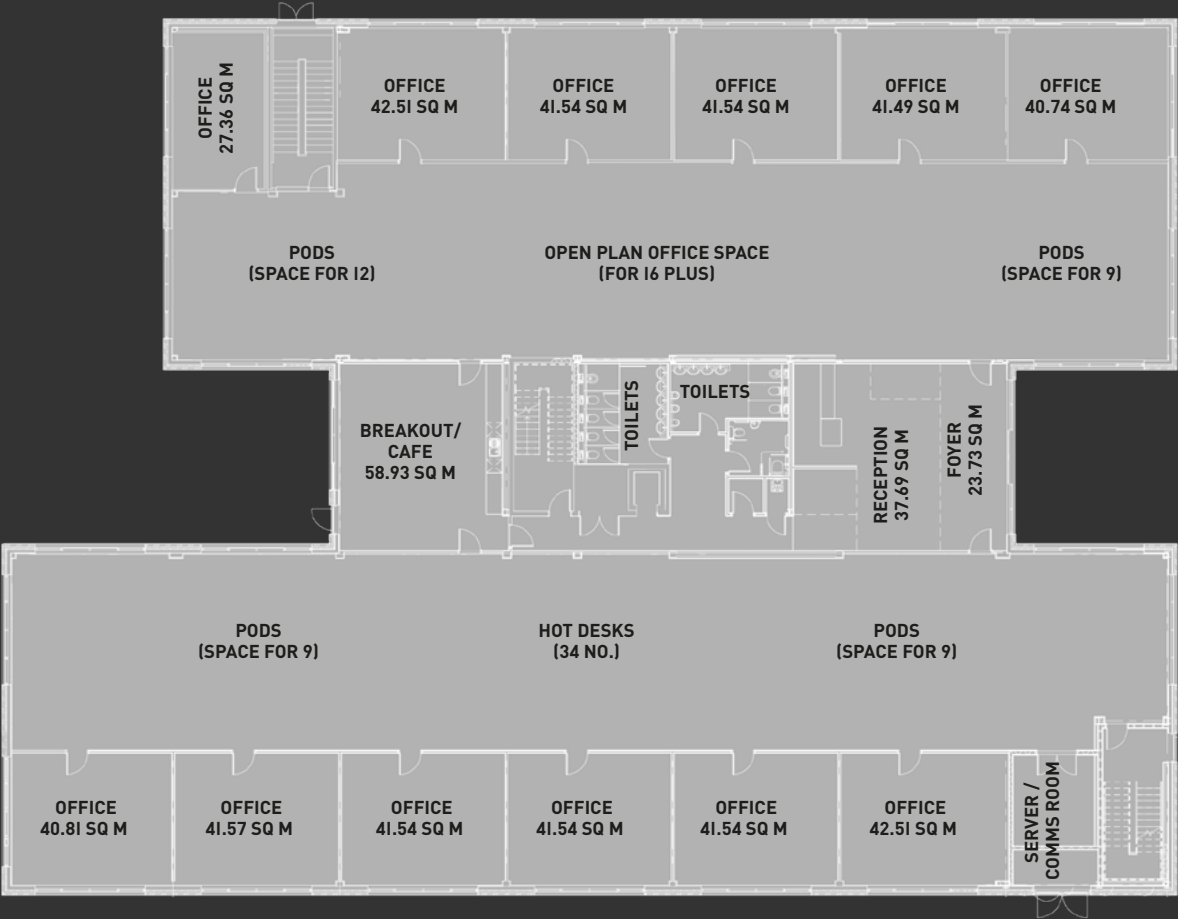 OFFICE
27.36 SQ M
OFFICE
42.51 SQ M
OFFICE
41.54 SQ M
OFFICE
41.54 SQ M
OFFICE
41.49 SQ M
OFFICE
40.74 SQ M
PODS
(SPACE FOR 12)
OPEN PLAN OFFICE SPACE
(FOR 16 PLUS)
PODS
(SPACE FOR 9)
BREAKOUT/
CAFE
58.93 SQ M
TOILETS
TOILETS
RECEPTION
37.69 SQ M
FOYER
23.73 SQ M
PODS
(SPACE FOR 9)
HOT DESKS
(34 NO.)
PODS
(SPACE FOR 9)
OFFICE
40.81 SQ M
OFFICE
41.57 SQ M
OFFICE
41.54 SQ M
OFFICE
41.54 SQ M
OFFICE
41.54 SQ M
OFFICE
42.51 SQ M
SERVER /
COMMS ROOM